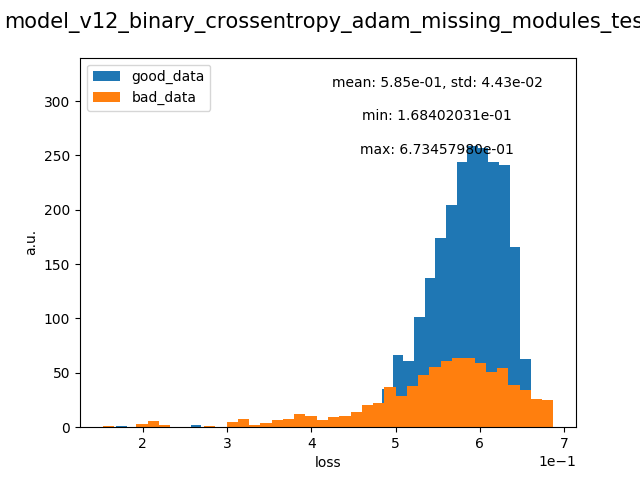 model_v12_binary_crossentropy_adam_missing_modules_tes
good_data
bad_data
mean: 5.85e-01, std: 4.43e-02
min: 1.68402031e-01
max: 6.73457980e-01
300
250
200
150
100
50
0
a.u.
2 3 4 5 6 7
1e−1
loss